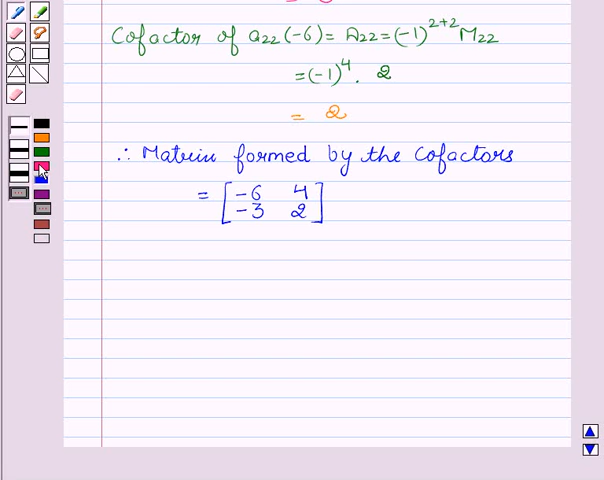 Cofactor of a22 (-6) = A22 = (-1)^2+2 M22
= (-1)^4 . 2
= 2
∴ Matrix formed by the Cofactors
= [-6 4
-3 2]